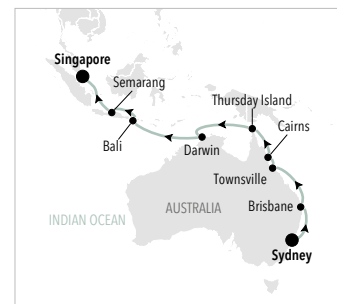 Singapore
Semarang
Thursday Island
Cairns
Bali
Darwin
Townsville
Brisbane
AUSTRALIA
INDIAN OCEAN
Sydney